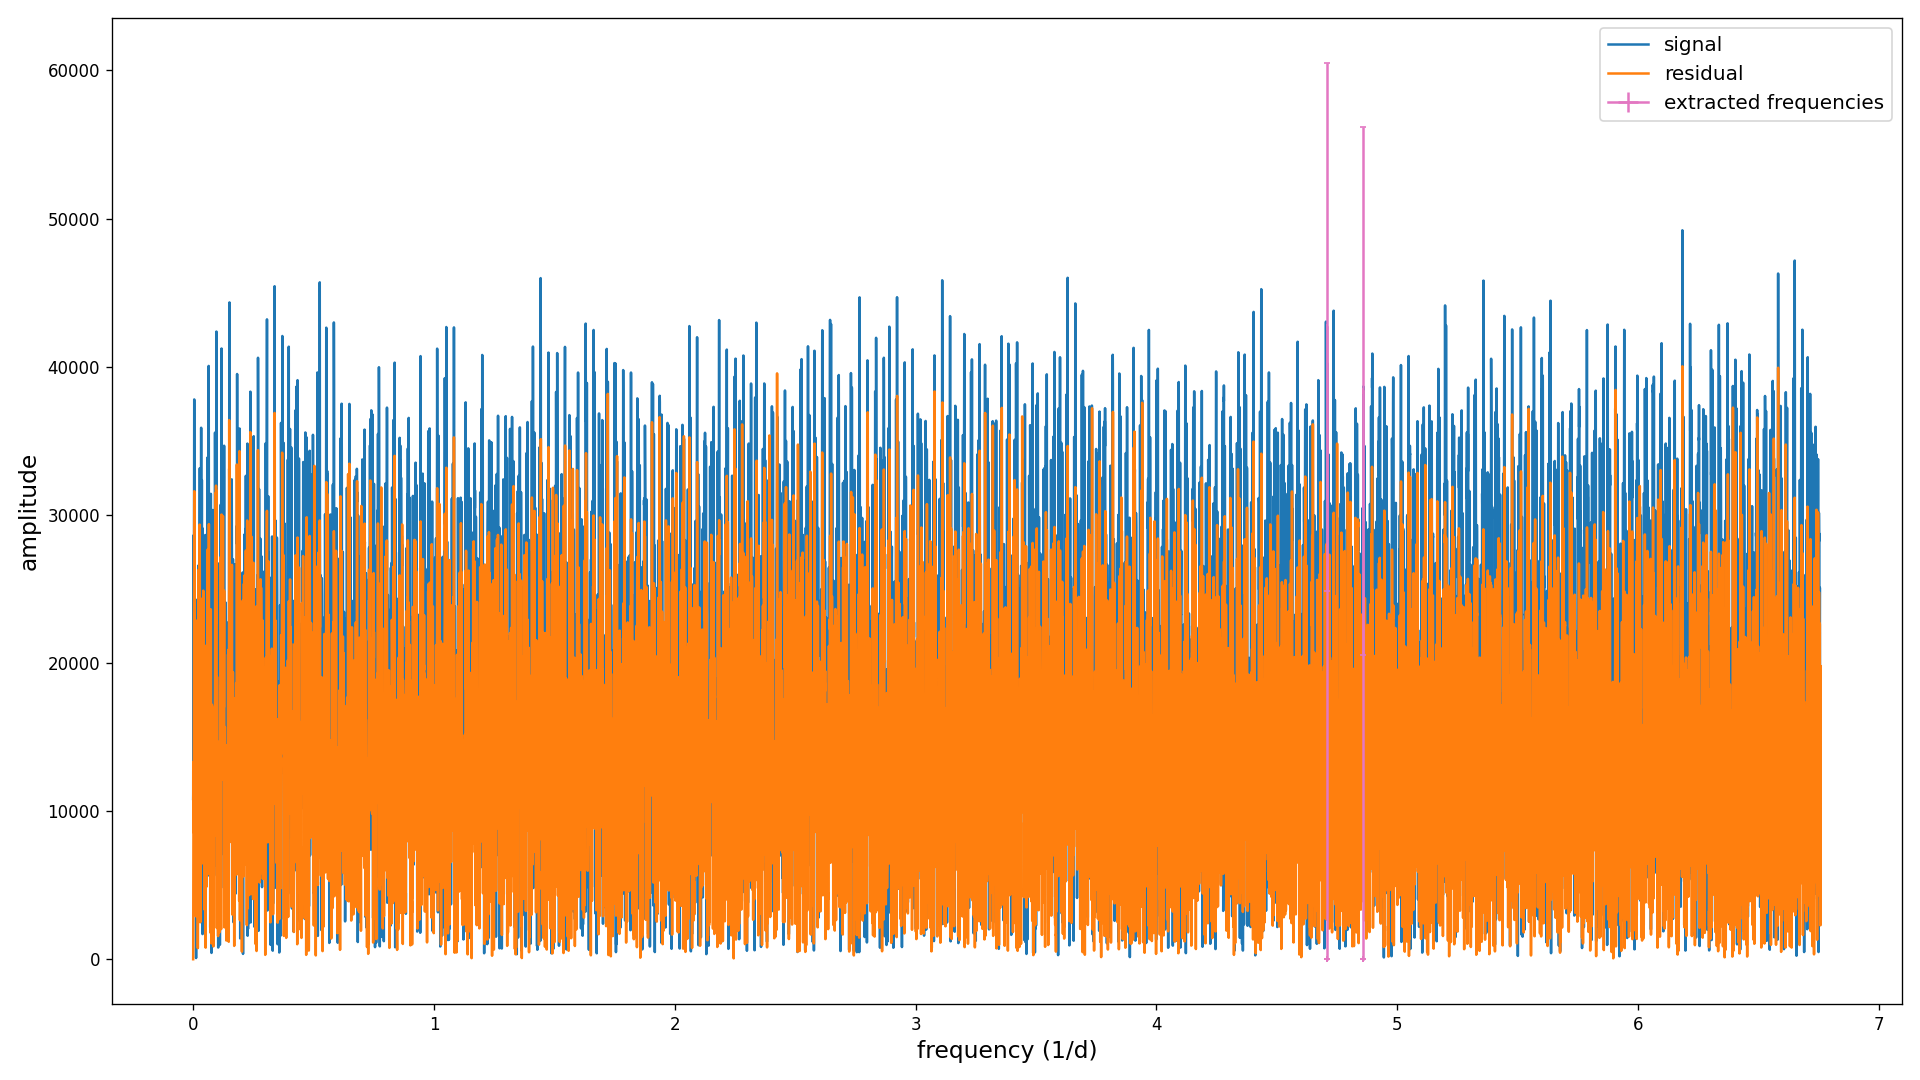 signal
residual
extracted frequencies
60000
50000
40000
30000
20000
10000
0
amplitude
0 1 2 3 4 5 6 7
frequency (1/d)